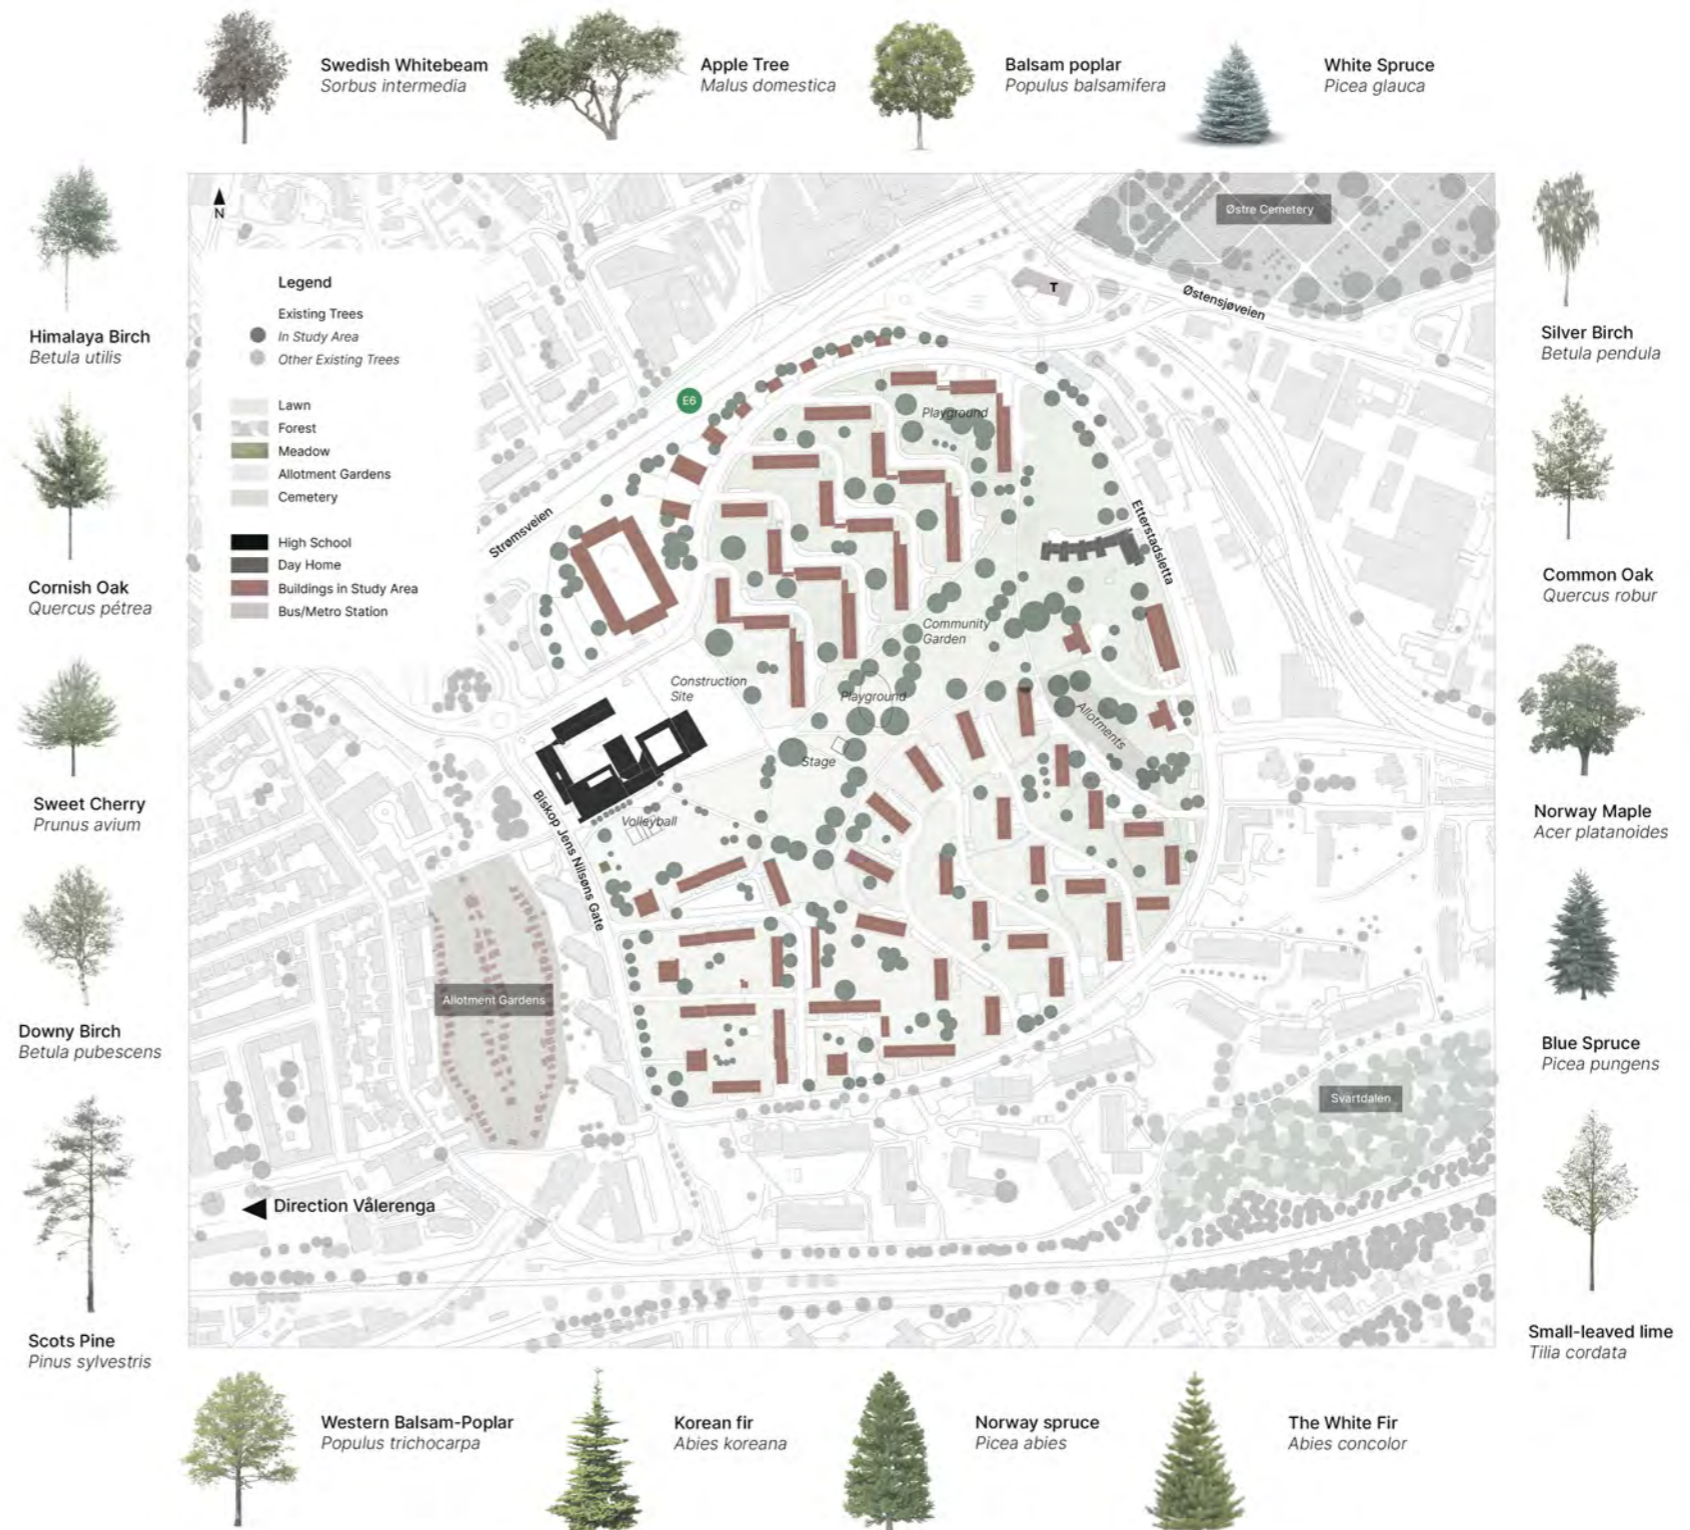 Swedish Whitebeam
Sorbus intermedia
Apple Tree
Malus domestica
Balsam poplar
Populus balsamifera
White Spruce
Picea glauca
Himalaya Birch
Betula utilis
Cornish Oak
Quercus pétrea
Sweet Cherry
Prunus avium
Downy Birch
Betula pubescens
Scots Pine
Pinus sylvestris
N
Legend
Existing Trees
In Study Area
Other Existing Trees
Lawn
Forest
Meadow
Allotment Gardens
Cemetery
High School
Day Home
Buildings in Study Area
Bus/Metro Station
Østre Cemetery
T
Østensjøveien
E6
Playground
Strømsveien
Etterstadsletta
Community
Garden
Construction
Site
Playground
Allotments
Stage
Volleyball
Biskop Jens Nilsøns Gate
Allotment Gardens
Svartdalen
Direction Vålerenga
Silver Birch
Betula pendula
Common Oak
Quercus robur
Norway Maple
Acer platanoides
Blue Spruce
Picea pungens
Small-leaved lime
Tilia cordata
Western Balsam-Poplar
Populus trichocarpa
Korean fir
Abies koreana
Norway spruce
Picea abies
The White Fir
Abies concolor